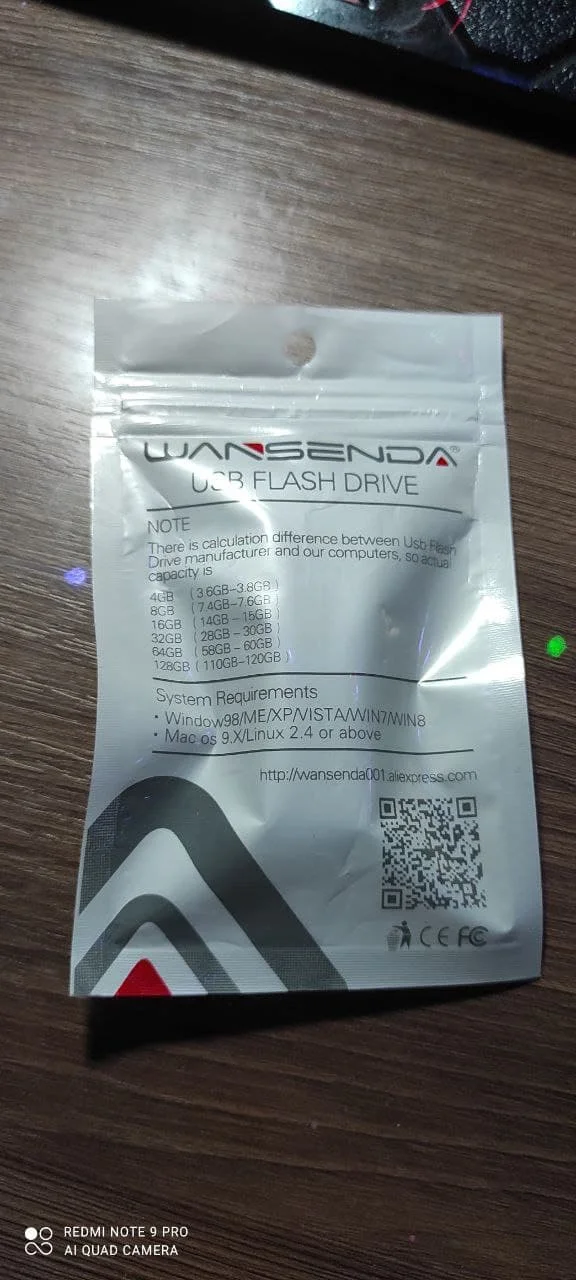 WANSENDA®
USB FLASH DRIVE
NOTE
There is calculation difference between Usb Flash
Drive manufacturer and our computers, so actual
capacity is
4GB ( 3.6GB-3.8GB )
8GB ( 7.4GB-7.6GB )
16GB ( 14GB - 15GB )
32GB ( 28GB - 30GB )
64GB ( 58GB - 60GB )
128GB ( 110GB-120GB )
System Requirements
• Window98/ME/XP/VISTA/WIN7/WIN8
• Mac os 9.X/Linux 2.4 or above
http://wansenda001.aliexpress.com
CE FC
REDMI NOTE 9 PRO
AI QUAD CAMERA